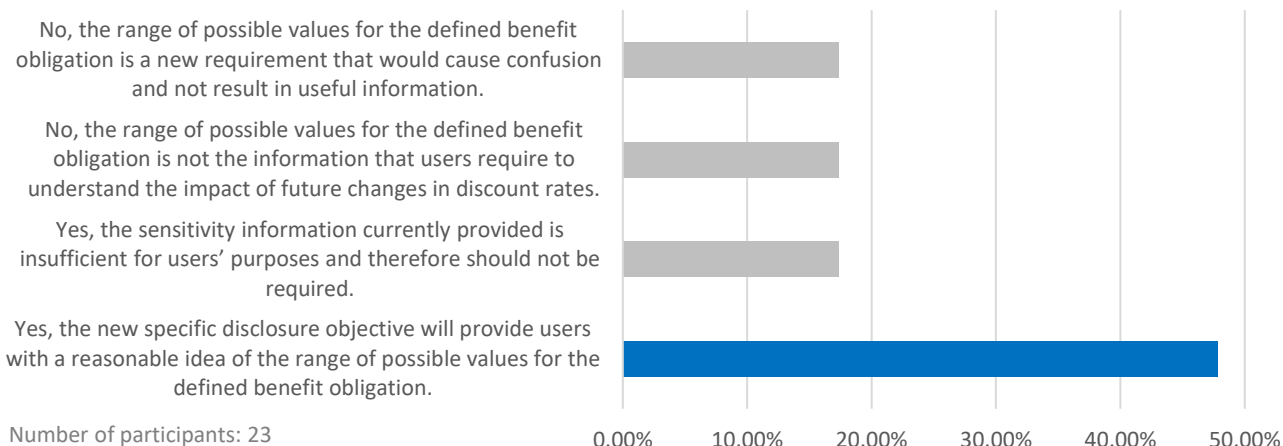 No, the range of possible values for the defined benefit
obligation is a new requirement that would cause confusion
and not result in useful information.
No, the range of possible values for the defined benefit
obligation is not the information that users require to
understand the impact of future changes in discount rates.
Yes, the sensitivity information currently provided is
insufficient for users’ purposes and therefore should not be
required.
Yes, the new specific disclosure objective will provide users
with a reasonable idea of the range of possible values for the
defined benefit obligation.
Number of participants: 23
0.00% 10.00% 20.00% 30.00% 40.00% 50.00%